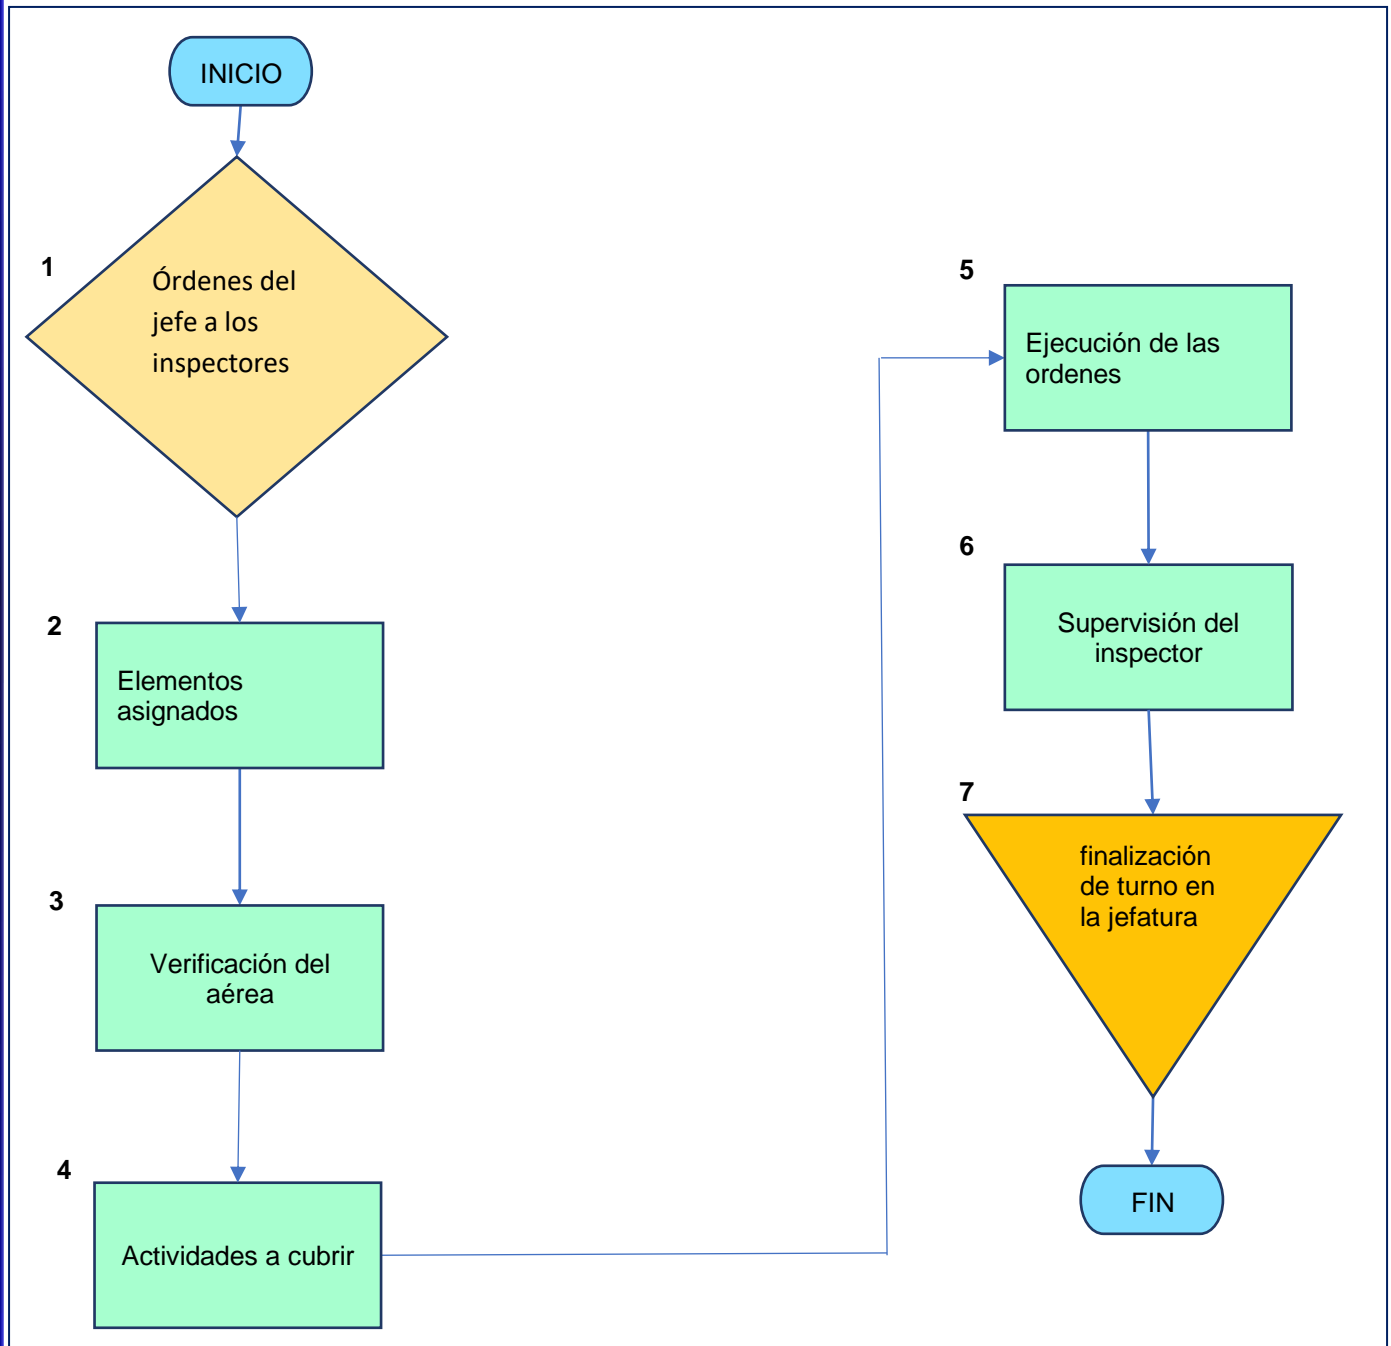 INICIO
1
Órdenes del
jefe a los
inspectores
2
Elementos
asignados
3
Verificación del
aérea
4
Actividades a cubrir
5
Ejecución de las
ordenes
6
Supervisión del
inspector
7
finalización
de turno en
la jefatura
FIN